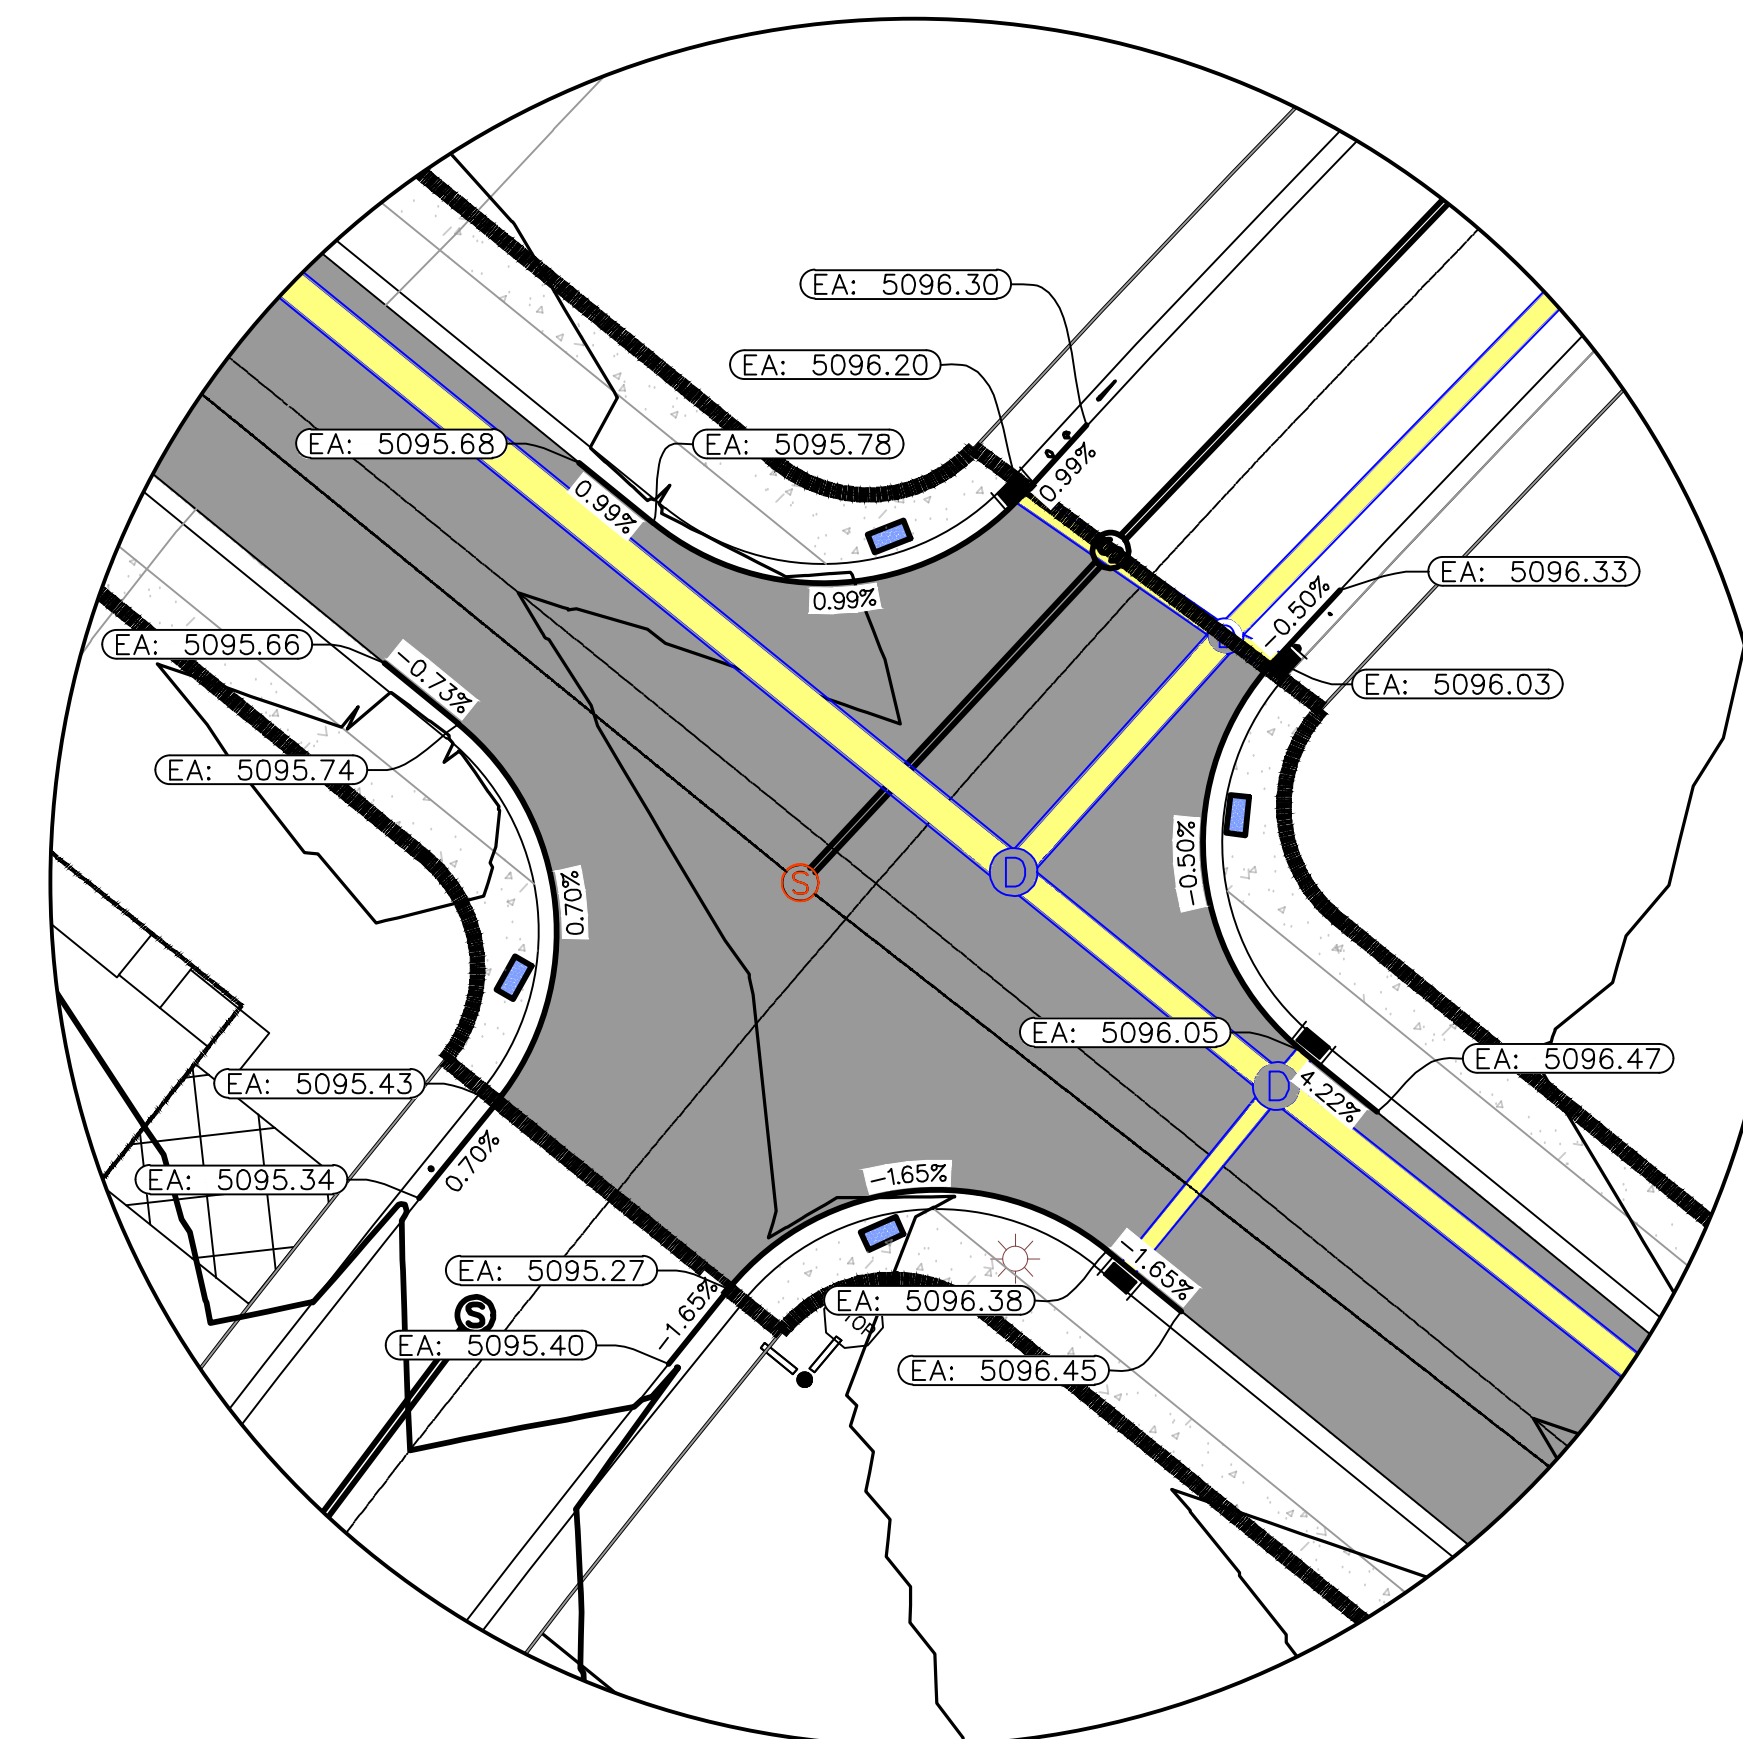 EA: 5096.30
EA: 5096.20
EA: 5095.68
EA: 5095.78
0.99%
0.99%
0.99%
EA: 5096.33
-0.50%
EA: 5096.03
EA: 5095.66
-0.73%
EA: 5095.74
D
S
D
0.70%
-0.50%
EA: 5096.05
EA: 5096.47
D
4.22%
EA: 5095.43
0.70%
EA: 5095.34
-1.65%
EA: 5095.27
-1.65%
-1.65%
EA: 5096.38
S
EA: 5095.40
EA: 5096.45